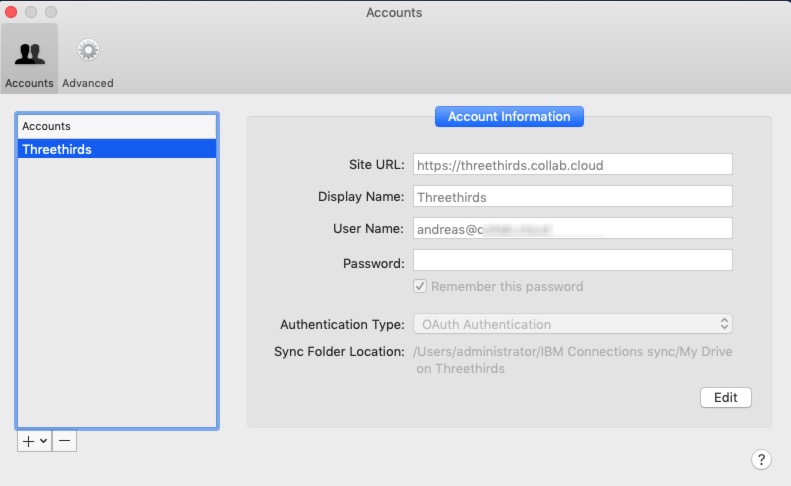 Accounts
Accounts Advanced
Accounts
Threethirds
Account Information
Site URL: https://threethirds.collab.cloud
Display Name: Threethirds
User Name: andreas@
Password:
Remember this password
Authentication Type: OAuth Authentication
Sync Folder Location: /Users/administrator/IBM Connections sync/My Drive
on Threethirds
Edit
?